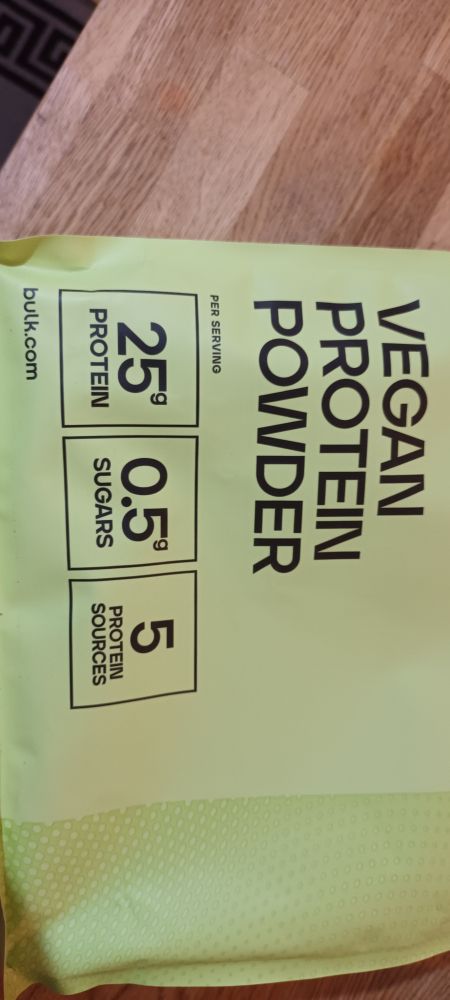 VEGAN
PROTEIN
POWDER
PER SERVING
25g
PROTEIN
0.5g
SUGARS
5
PROTEIN
SOURCES
bulk.com